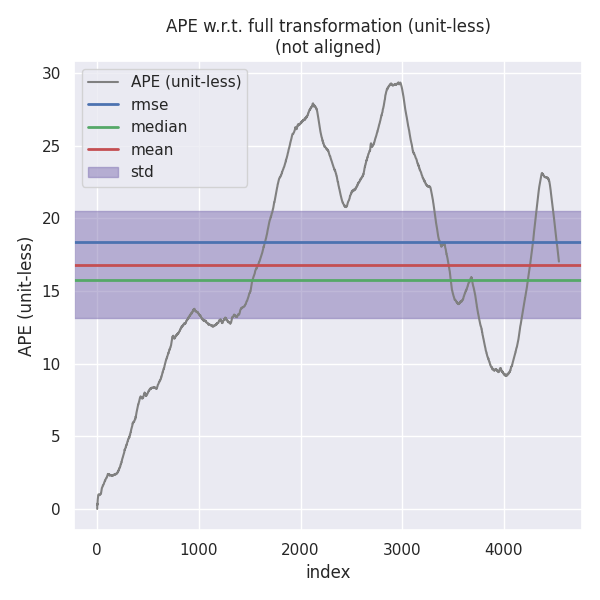 APE w.r.t. full transformation (unit-less)
(not aligned)
APE (unit-less)
rmse
median
mean
std
30
25
20
15
10
5
0
APE (unit-less)
0 1000 2000 3000 4000
index